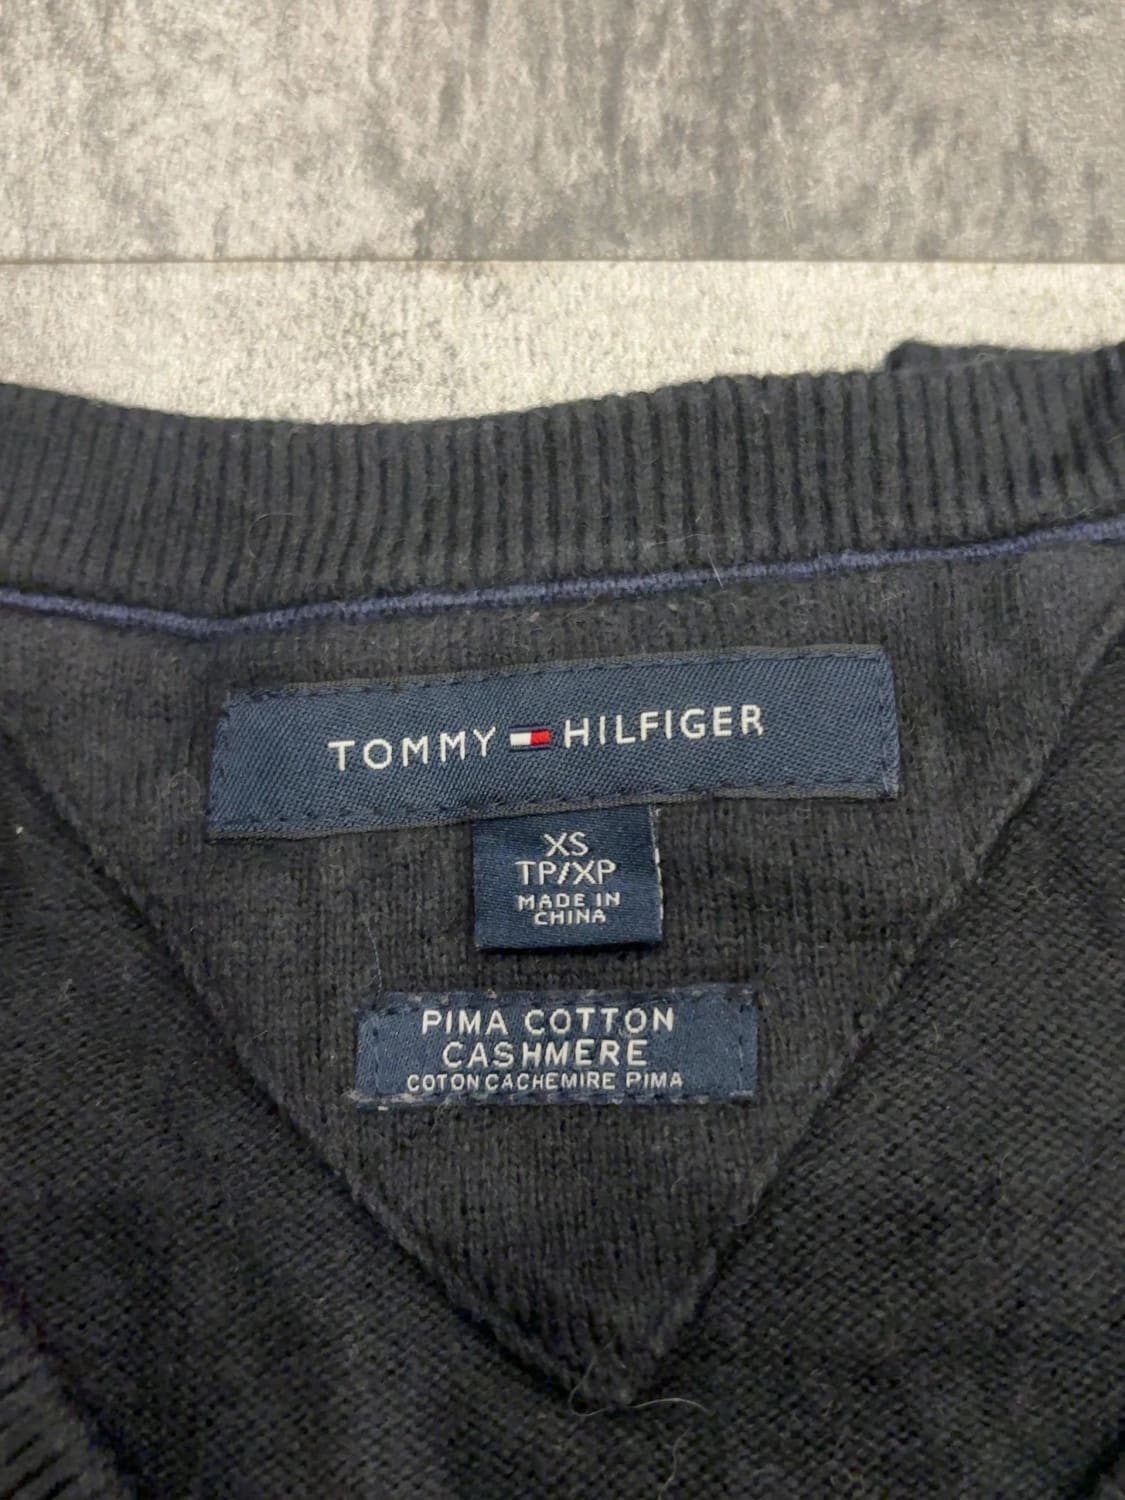 TOMMY HILFIGER
XS
TP/XP
MADE IN
CHINA
PIMA COTTON
CASHMERE
COTON CACHEMIRE PIMA